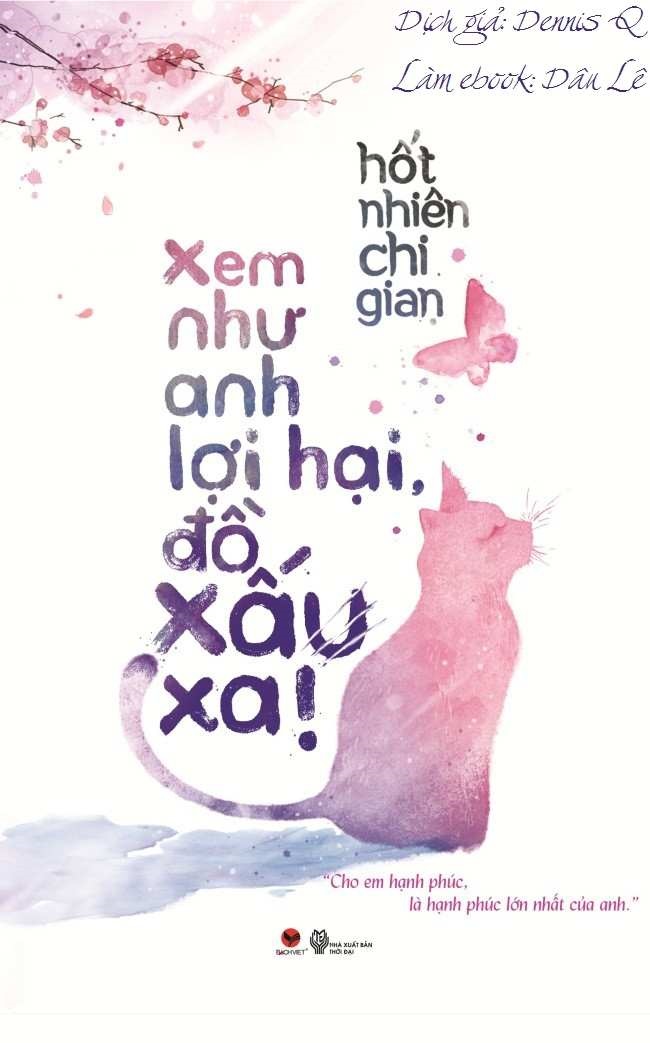 Dịch giả: Dennis Q
Làm ebook: Dâu Lê
hốt
nhiên
chi
gian
xem
như
anh
lợi hại,
đồ
xấu
xa!
“Cho em hạnh phúc,
là hạnh phúc lớn nhất của anh.”
BÁCHVIỆT
NHÀ XUẤT BẢN
THỜI ĐẠI